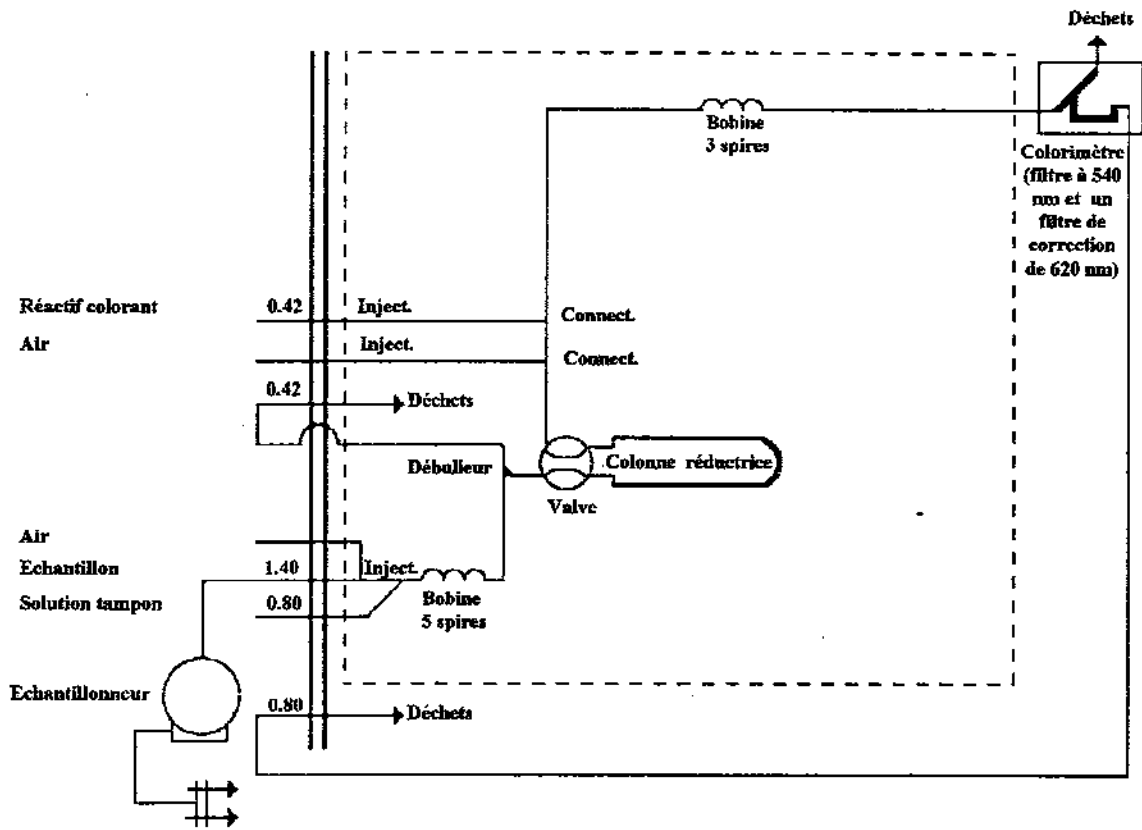 Déchets
Bobine
3 spires
Colorimètre
(filtre à 540
nm et un
filtre de
correction
de 620 nm)
Réactif colorant
0.42
Inject.
Connect.
Air
Inject.
Connect.
0.42
Déchets
Débulleur
Colonne réductrice
Valve
Air
Echantillon
1.40
Inject.
Solution tampon
0.80
Bobine
5 spires
Echantillonneur
0.80
Déchets